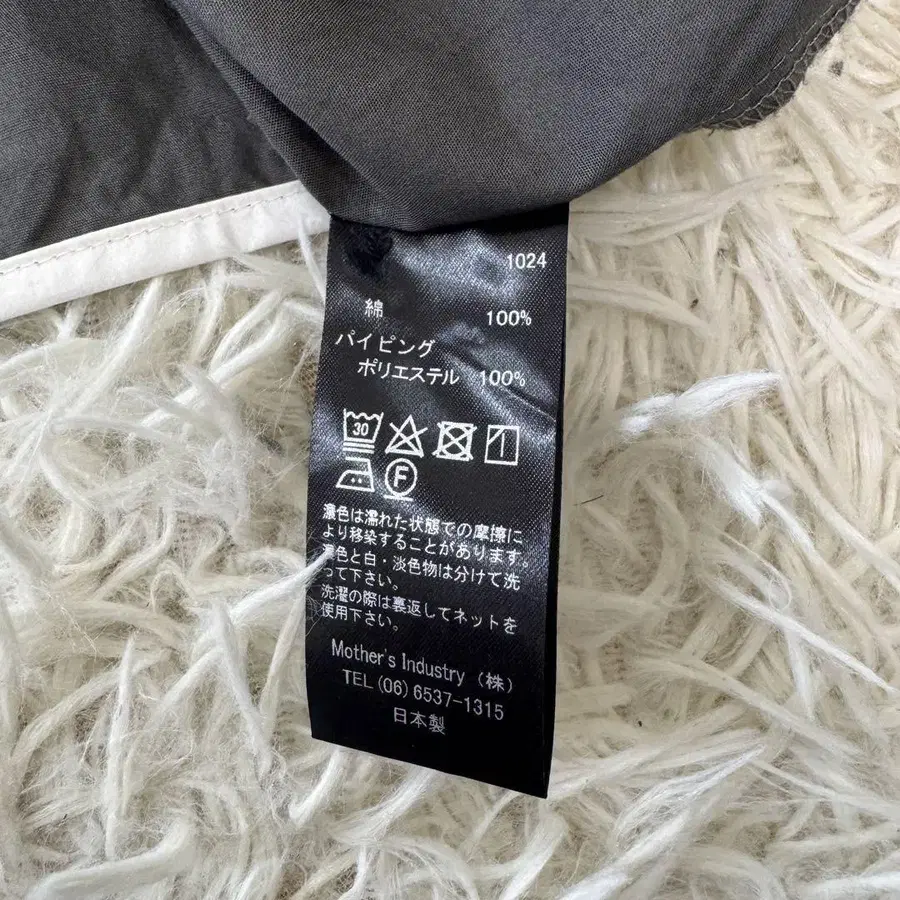 1024
綿 100%
パイピング
ポリエステル 100%
30
F
濃色は濡れた状態での摩擦に
より移染することがあります。
濃色と白・淡色物は分けて洗
って下さい。
洗濯の際は裏返してネットを
使用下さい。
Mother's Industry (株)
TEL (06) 6537-1315
日本製